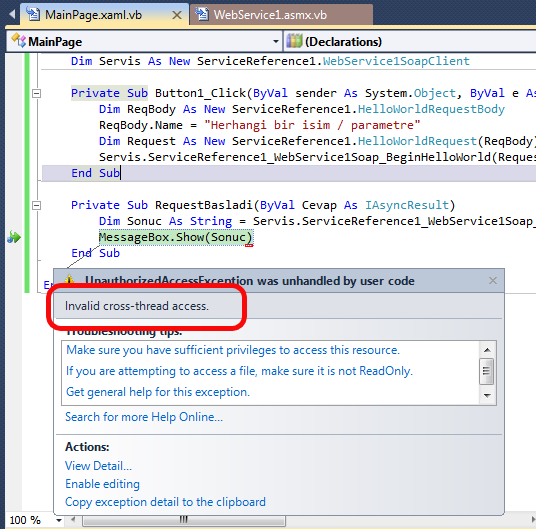 MainPage.xaml.vb
WebService1.asmx.vb
MainPage
(Declarations)
Dim Servis As New ServiceReference1.WebService1SoapClient
Private Sub Button1_Click(ByVal sender As System.Object, ByVal e As
Dim ReqBody As New ServiceReference1.HelloWorldRequestBody
ReqBody.Name = "Herhangi bir isim / parametre"
Dim Request As New ServiceReference1.HelloWorldRequest(ReqBody)
Servis.ServiceReference1_WebService1Soap_BeginHelloWorld(Reque
End Sub
Private Sub RequestBasladi(ByVal Cevap As IAsyncResult)
Dim Sonuc As String = Servis.ServiceReference1_WebService1Soap_
MessageBox.Show(Sonuc)
End Sub
UnauthorizedAccessException was unhandled by user code
Invalid cross-thread access.
Troubleshooting tips:
Make sure you have sufficient privileges to access this resource.
If you are attempting to access a file, make sure it is not ReadOnly.
Get general help for this exception.
Search for more Help Online...
Actions:
View Detail...
Enable editing
Copy exception detail to the clipboard
100 %